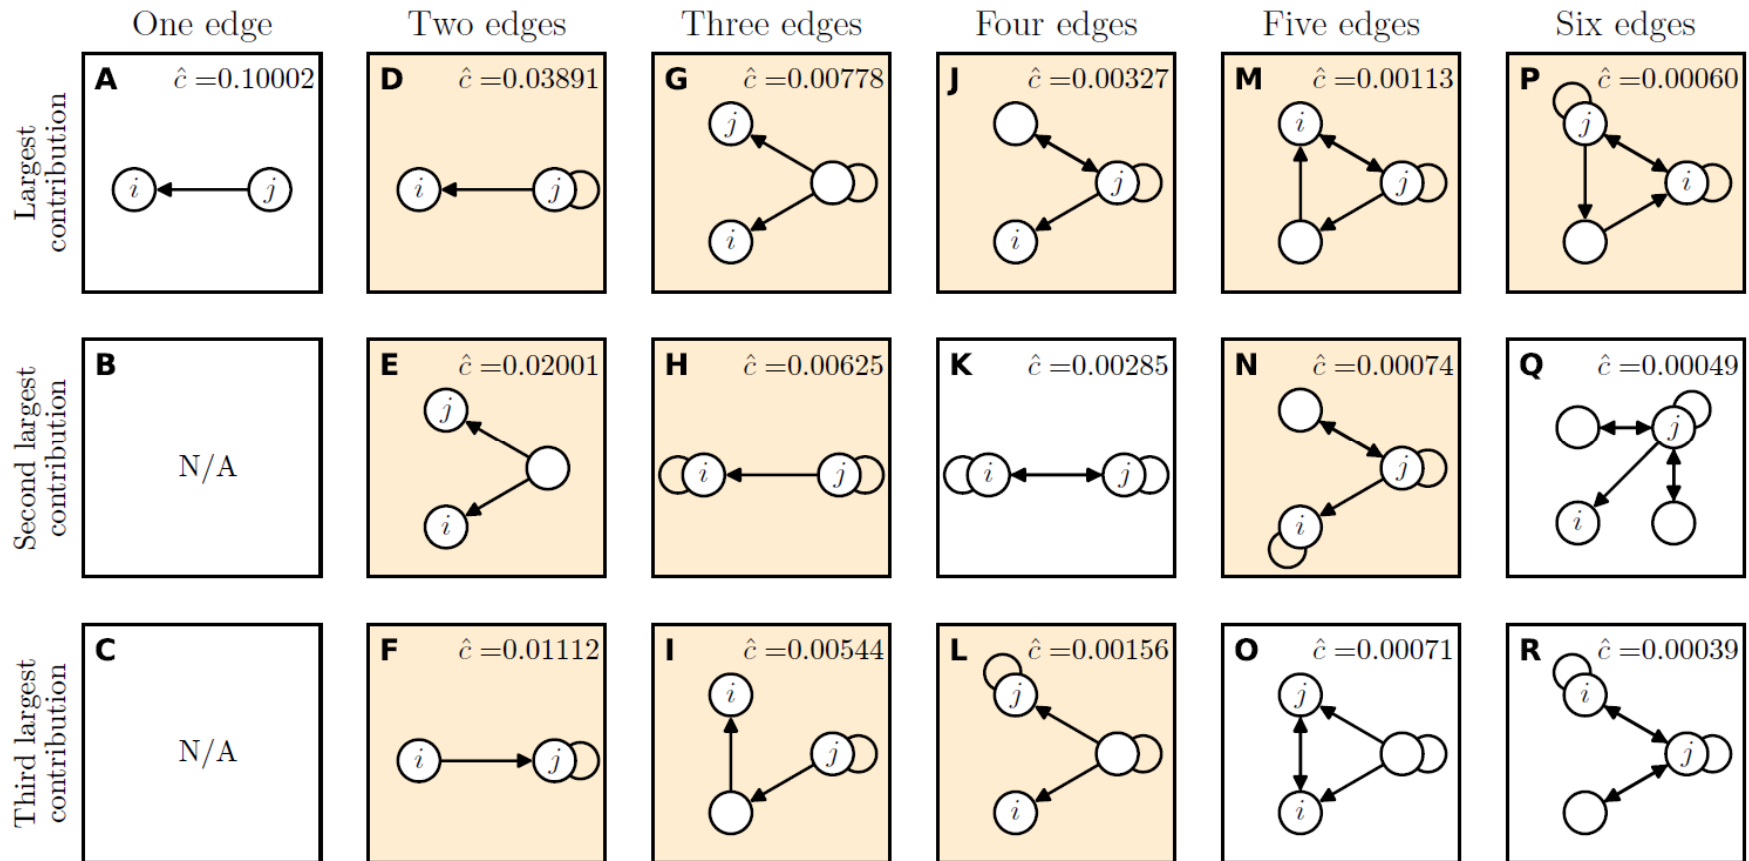 One edge Two edges Three edges Four edges Five edges Six edges
Largest
contribution
A ĉ =0.10002
i j
D ĉ =0.03891
i j
G ĉ =0.00778
j
i
J ĉ =0.00327
j
i
M ĉ =0.00113
i
j
P ĉ =0.00060
j
i
Second largest
contribution
B
N/A
E ĉ =0.02001
j
i
H ĉ =0.00625
i j
K ĉ =0.00285
i j
N ĉ =0.00074
j
i
Q ĉ =0.00049
j
i
Third largest
contribution
C
N/A
F ĉ =0.01112
i j
I ĉ =0.00544
i
j
L ĉ =0.00156
j
i
O ĉ =0.00071
j
i
R ĉ =0.00039
i
j